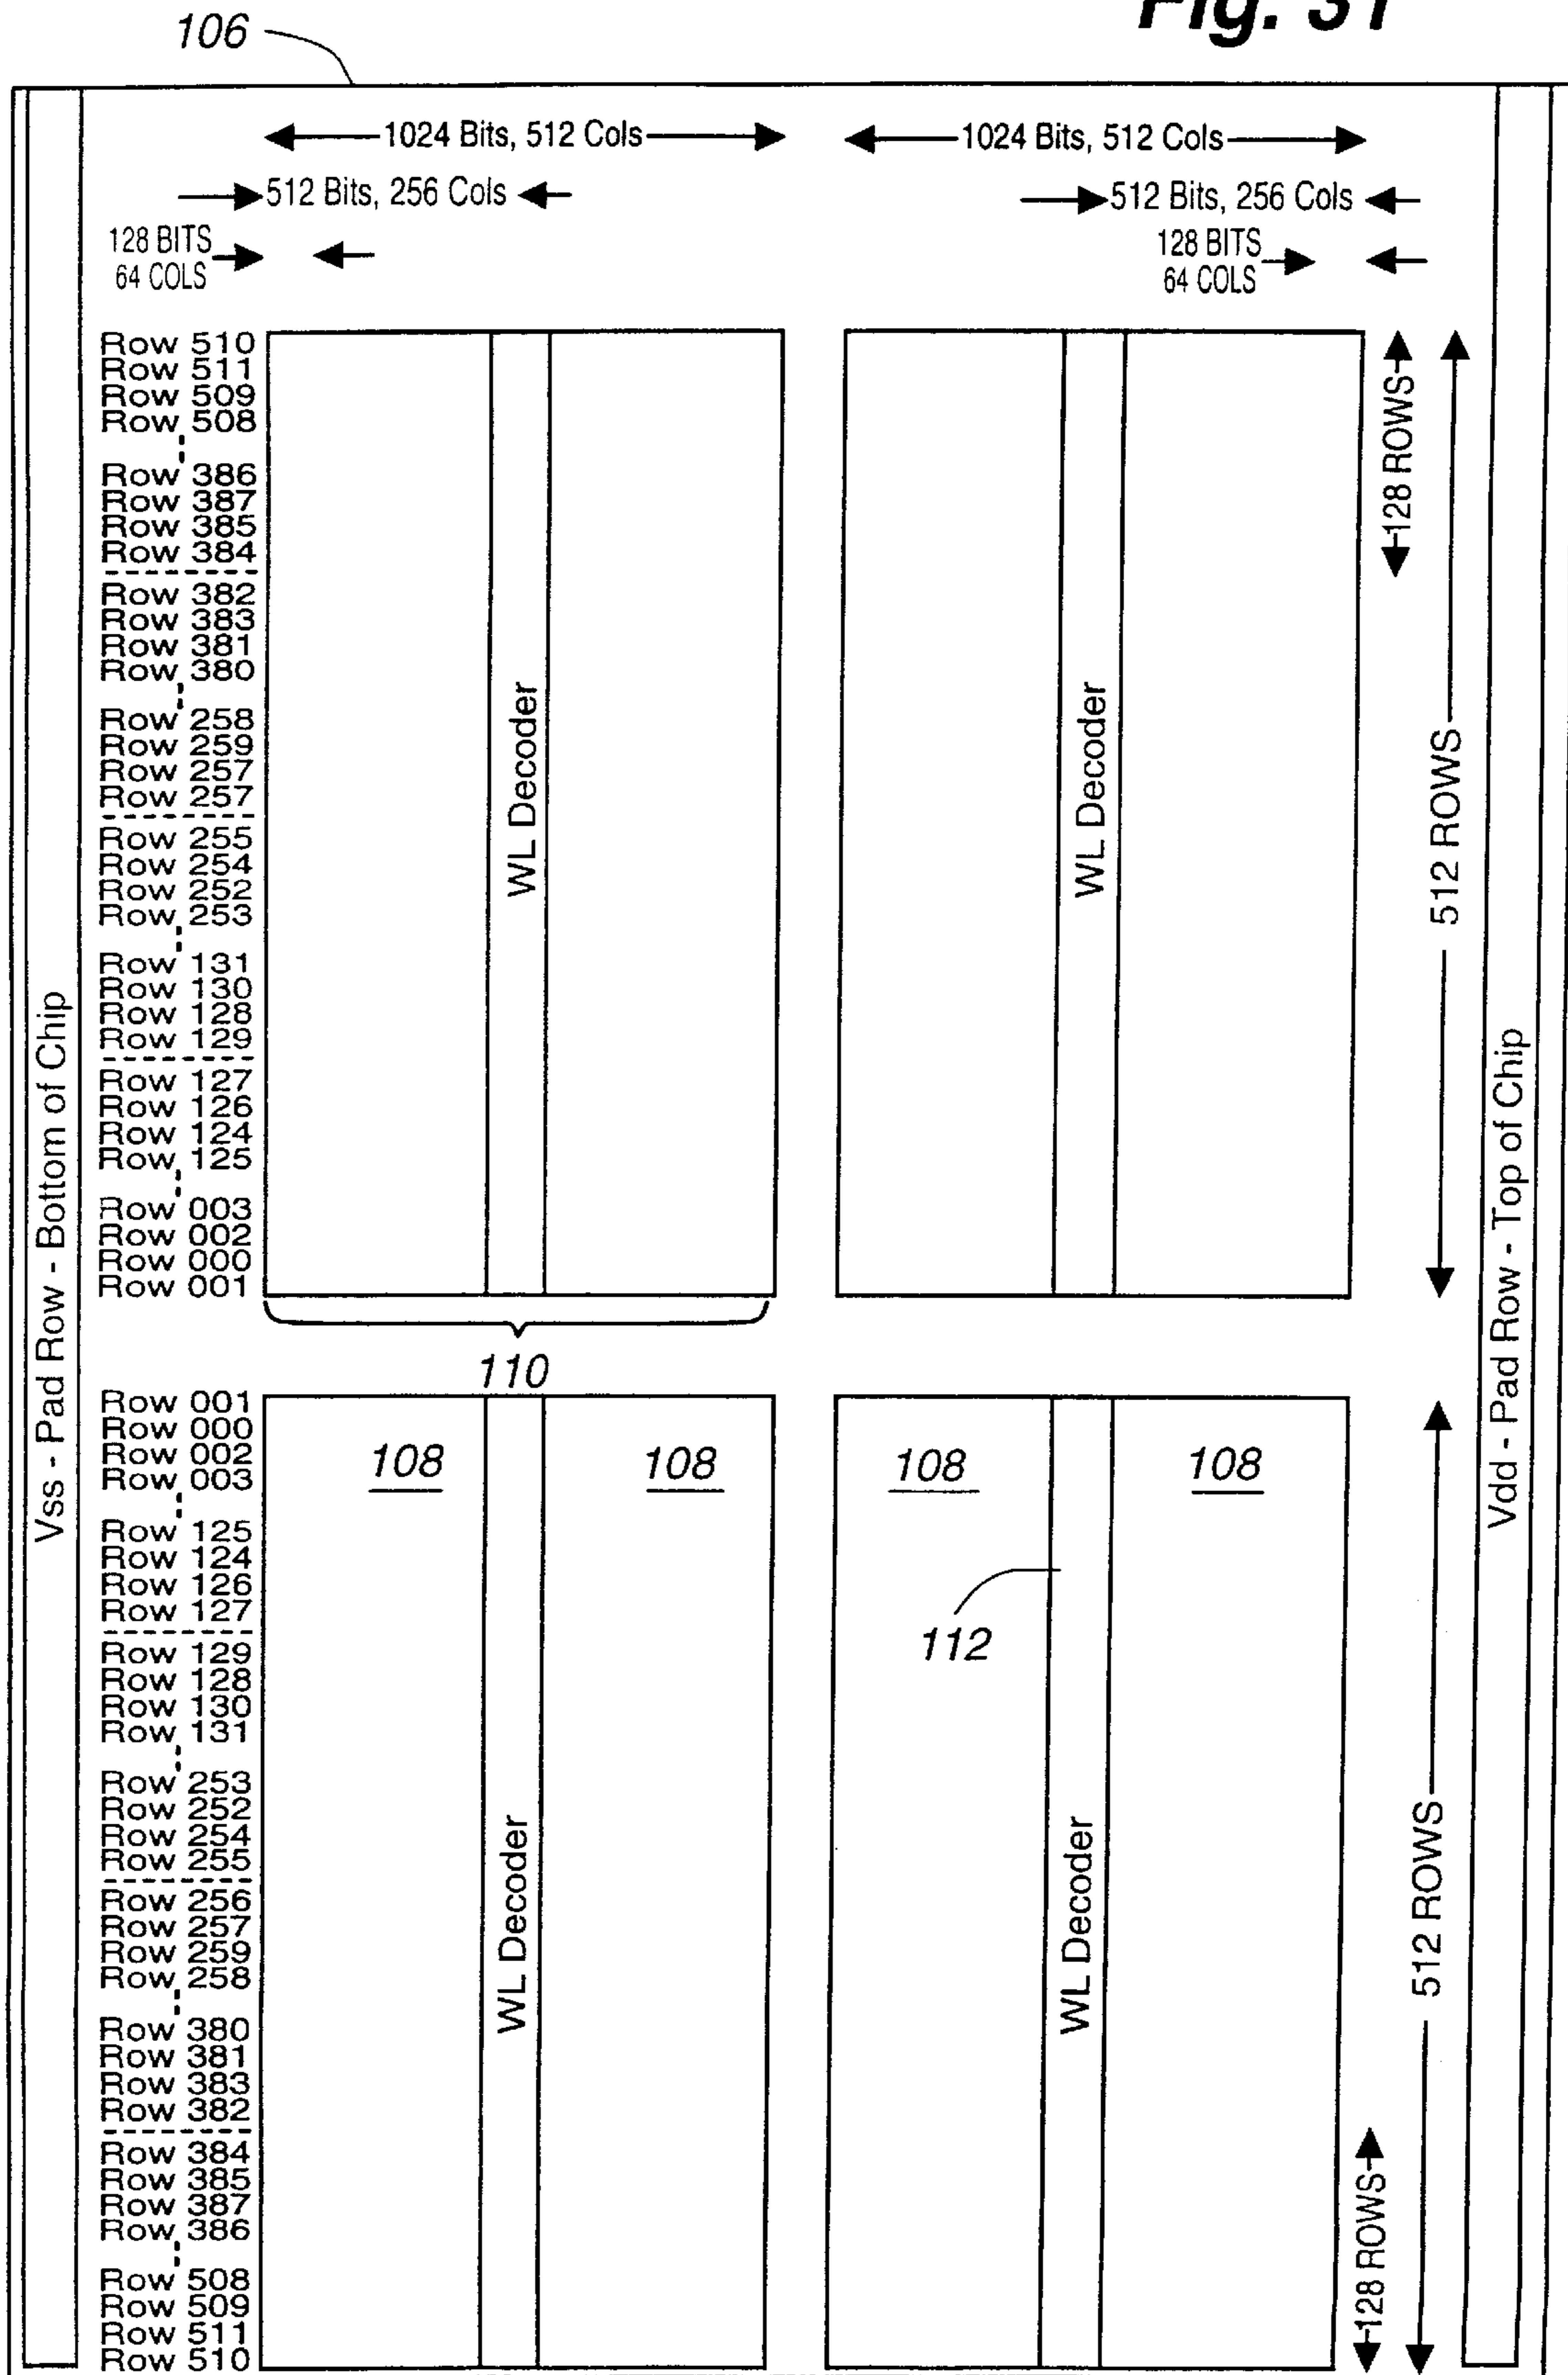 Fig. 31
106
1024 Bits, 512 Cols
1024 Bits, 512 Cols
512 Bits, 256 Cols
512 Bits, 256 Cols
128 BITS
64 COLS
128 BITS
64 COLS
Row 510
Row 511
Row 509
Row 508
Row 386
Row 387
Row 385
Row 384
Row 382
Row 383
Row 381
Row 380
Row 258
Row 259
Row 257
Row 257
Row 255
Row 254
Row 252
Row 253
Row 131
Row 130
Row 128
Row 129
Row 127
Row 126
Row 124
Row 125
Row 003
Row 002
Row 000
Row 001
WL Decoder
WL Decoder
128 ROWS
512 ROWS
Vss - Pad Row - Bottom of Chip
Vdd - Pad Row - Top of Chip
110
Row 001
Row 000
Row 002
Row 003
Row 125
Row 124
Row 126
Row 127
Row 129
Row 128
Row 130
Row 131
Row 253
Row 252
Row 254
Row 255
Row 256
Row 257
Row 259
Row 258
Row 380
Row 381
Row 383
Row 382
Row 384
Row 385
Row 387
Row 386
Row 508
Row 509
Row 511
Row 510
108
108
108
108
112
WL Decoder
WL Decoder
512 ROWS
128 ROWS